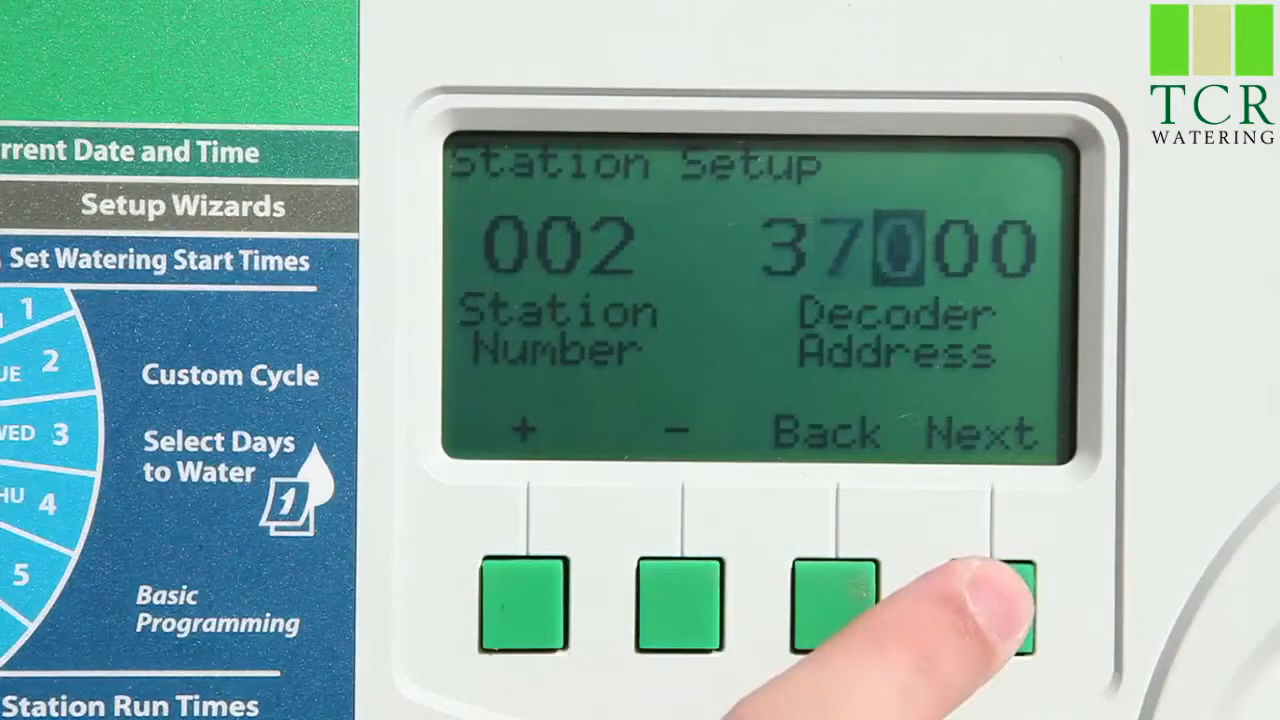 rrent Date and Time
Setup Wizards
Set Watering Start Times
1
UE 2
WED 3
HU 4
5
Custom Cycle
Select Days
to Water
1
Basic
Programming
Station Run Times
Station Setup
002 37000
Station Decoder
Number Address
+ - Back Next
TCR
WATERING